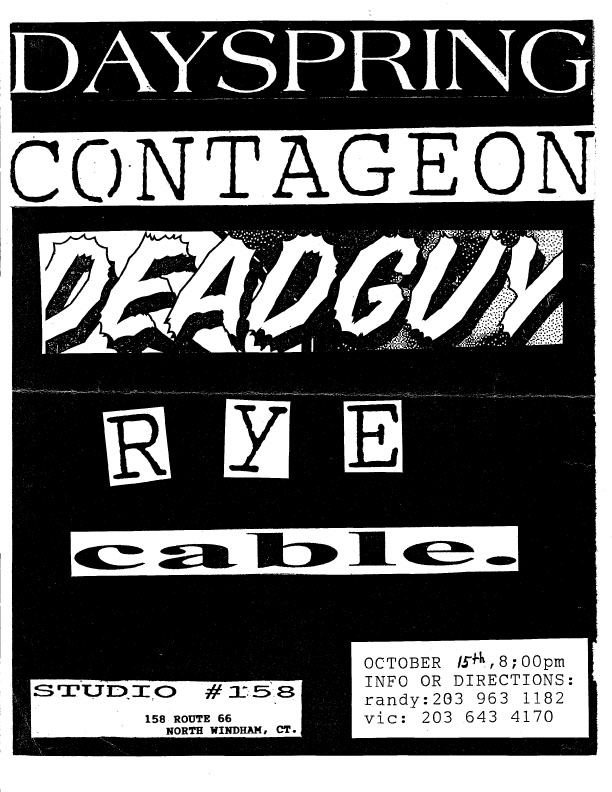 DAYSPRING
CONTAGEON
DEADGUY
RYE
cable.
STUDIO #158
158 ROUTE 66
NORTH WINDHAM, CT.
OCTOBER 15th, 8;00pm
INFO OR DIRECTIONS:
randy:203 963 1182
vic: 203 643 4170